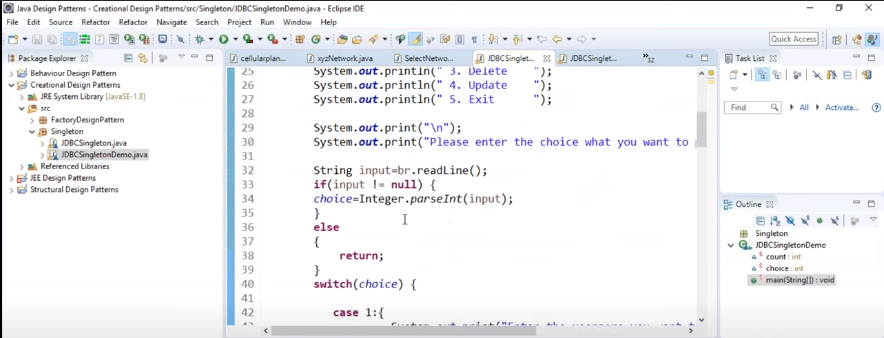 Java Design Patterns - Creational Design Patterns/src/Singleton/JDBCSingletonDemo.java - Eclipse IDE
File Edit Source Refactor Refactor Navigate Search Project Run Window Help
Quick Access
Package Explorer
Behaviour Design Pattern
Creational Design Patterns
JRE System Library [JavaSE-1.8]
src
FactoryDesignPattern
Singleton
JDBCSingleton.java
JDBCSingletonDemo.java
Referenced Libraries
JEE Design Patterns
Structural Design Patterns
cellularplan... xyzNetwork.java SelectNetwo... JDBCSinglet... JDBCSinglet... »32
25 System.out.println(" 3. Delete ");
26 System.out.println(" 4. Update ");
27 System.out.println(" 5. Exit ");
28
29 System.out.print("\n");
30 System.out.print("Please enter the choice what you want to
31
32 String input=br.readLine();
33 if(input != null) {
34 choice=Integer.parseInt(input);
35 }
36 else
37 {
38 return;
39 }
40 switch(choice) {
41
42 case 1:{
Task List
Find All Activate...
Outline
Singleton
JDBCSingletonDemo
count : int
choice : int
main(String[]) : void